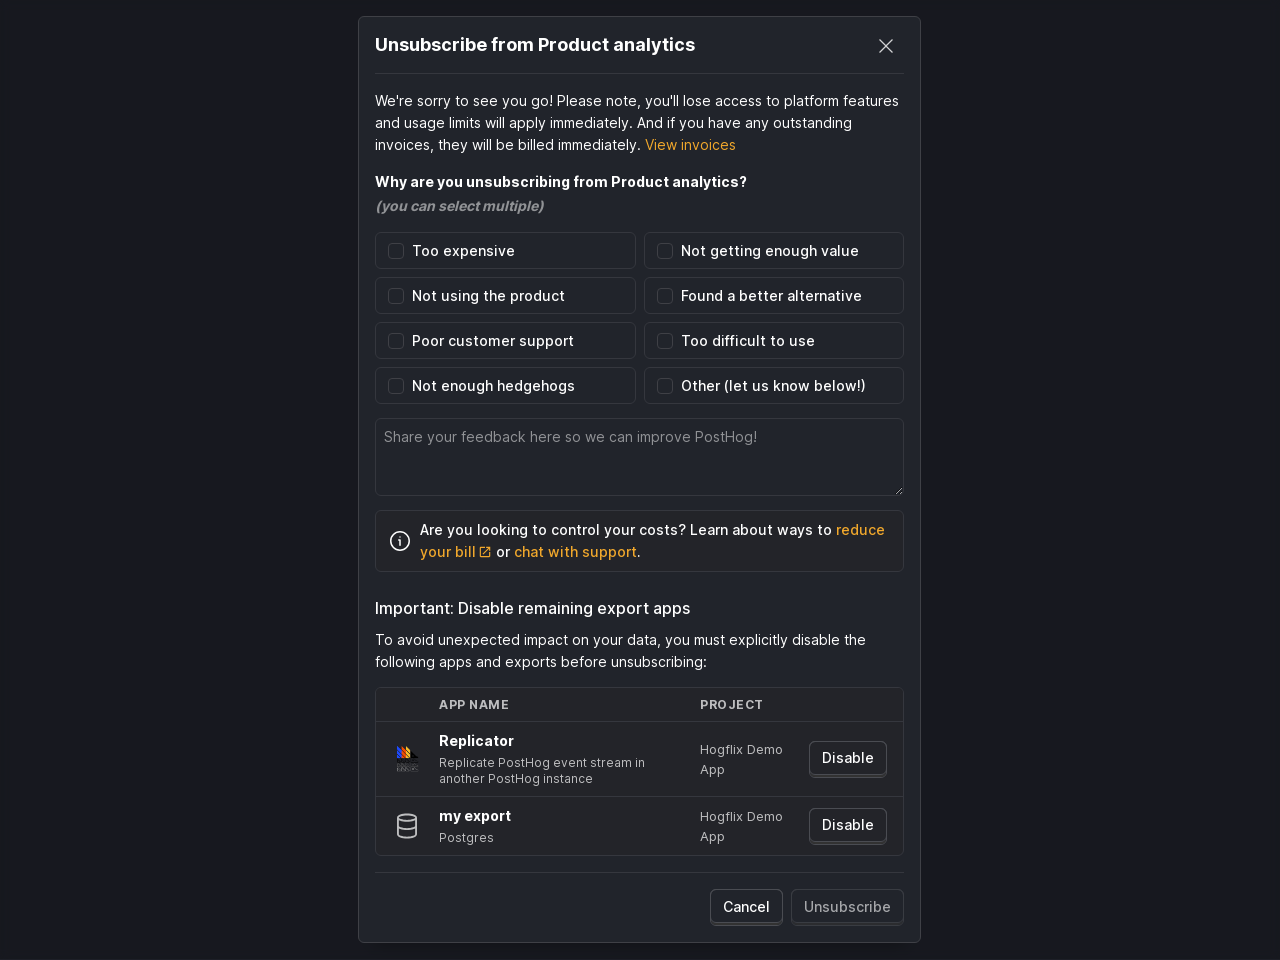 Unsubscribe from Product analytics
We're sorry to see you go! Please note, you'll lose access to platform features
and usage limits will apply immediately. And if you have any outstanding
invoices, they will be billed immediately. View invoices
Why are you unsubscribing from Product analytics?
(you can select multiple)
Too expensive
Not getting enough value
Not using the product
Found a better alternative
Poor customer support
Too difficult to use
Not enough hedgehogs
Other (let us know below!)
Share your feedback here so we can improve PostHog!
Are you looking to control your costs? Learn about ways to reduce
your bill or chat with support.
Important: Disable remaining export apps
To avoid unexpected impact on your data, you must explicitly disable the
following apps and exports before unsubscribing:
APP NAME PROJECT
Replicator
Replicate PostHog event stream in
another PostHog instance
Hogflix Demo
App
Disable
my export
Postgres
Hogflix Demo
App
Disable
Cancel Unsubscribe